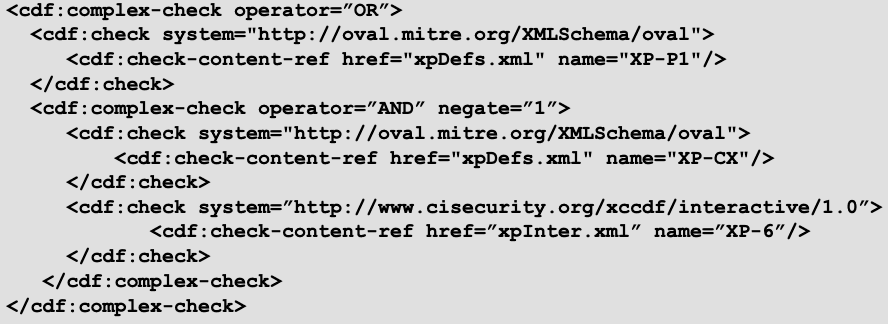 <cdf:complex-check operator=”OR”>
<cdf:check system="http://oval.mitre.org/XMLSchema/oval">
<cdf:check-content-ref href="xpDefs.xml" name="XP-P1"/>
</cdf:check>
<cdf:complex-check operator=”AND” negate=”1”>
<cdf:check system="http://oval.mitre.org/XMLSchema/oval">
<cdf:check-content-ref href="xpDefs.xml" name="XP-CX"/>
</cdf:check>
<cdf:check system=”http://www.cisecurity.org/xccdf/interactive/1.0”>
<cdf:check-content-ref href=”xpInter.xml” name=”XP-6”/>
</cdf:check>
</cdf:complex-check>
</cdf:complex-check>